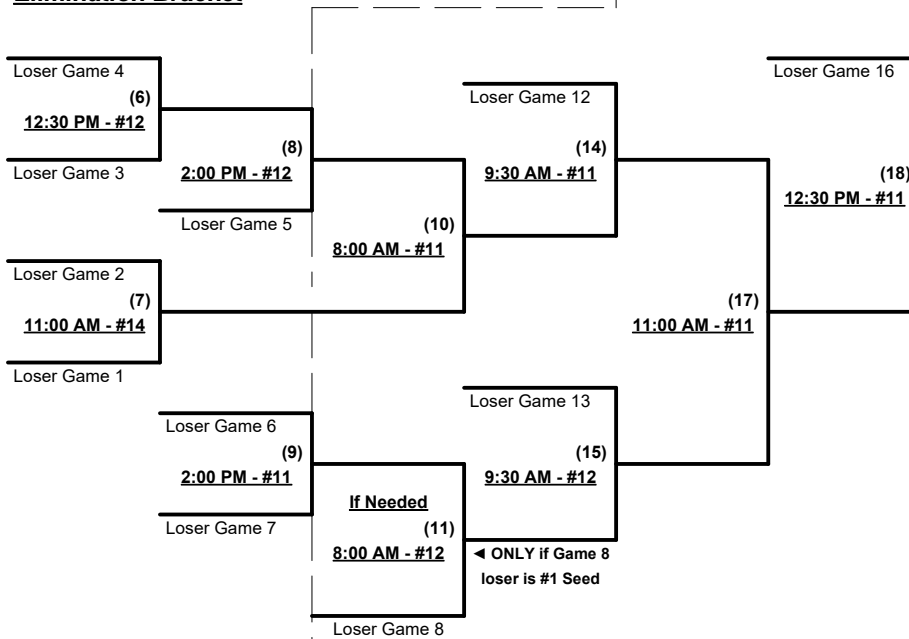 Elimination Bracket
Loser Game 4
(6)
12:30 PM - #12
Loser Game 3
(8)
2:00 PM - #12
Loser Game 5
Loser Game 2
(7)
11:00 AM - #14
Loser Game 1
(10)
8:00 AM - #11
Loser Game 12
(14)
9:30 AM - #11
Loser Game 16
(18)
12:30 PM - #11
(17)
11:00 AM - #11
Loser Game 6
(9)
2:00 PM - #11
Loser Game 7
If Needed
(11)
8:00 AM - #12
Loser Game 8
Loser Game 13
(15)
9:30 AM - #12
◄ ONLY if Game 8
loser is #1 Seed